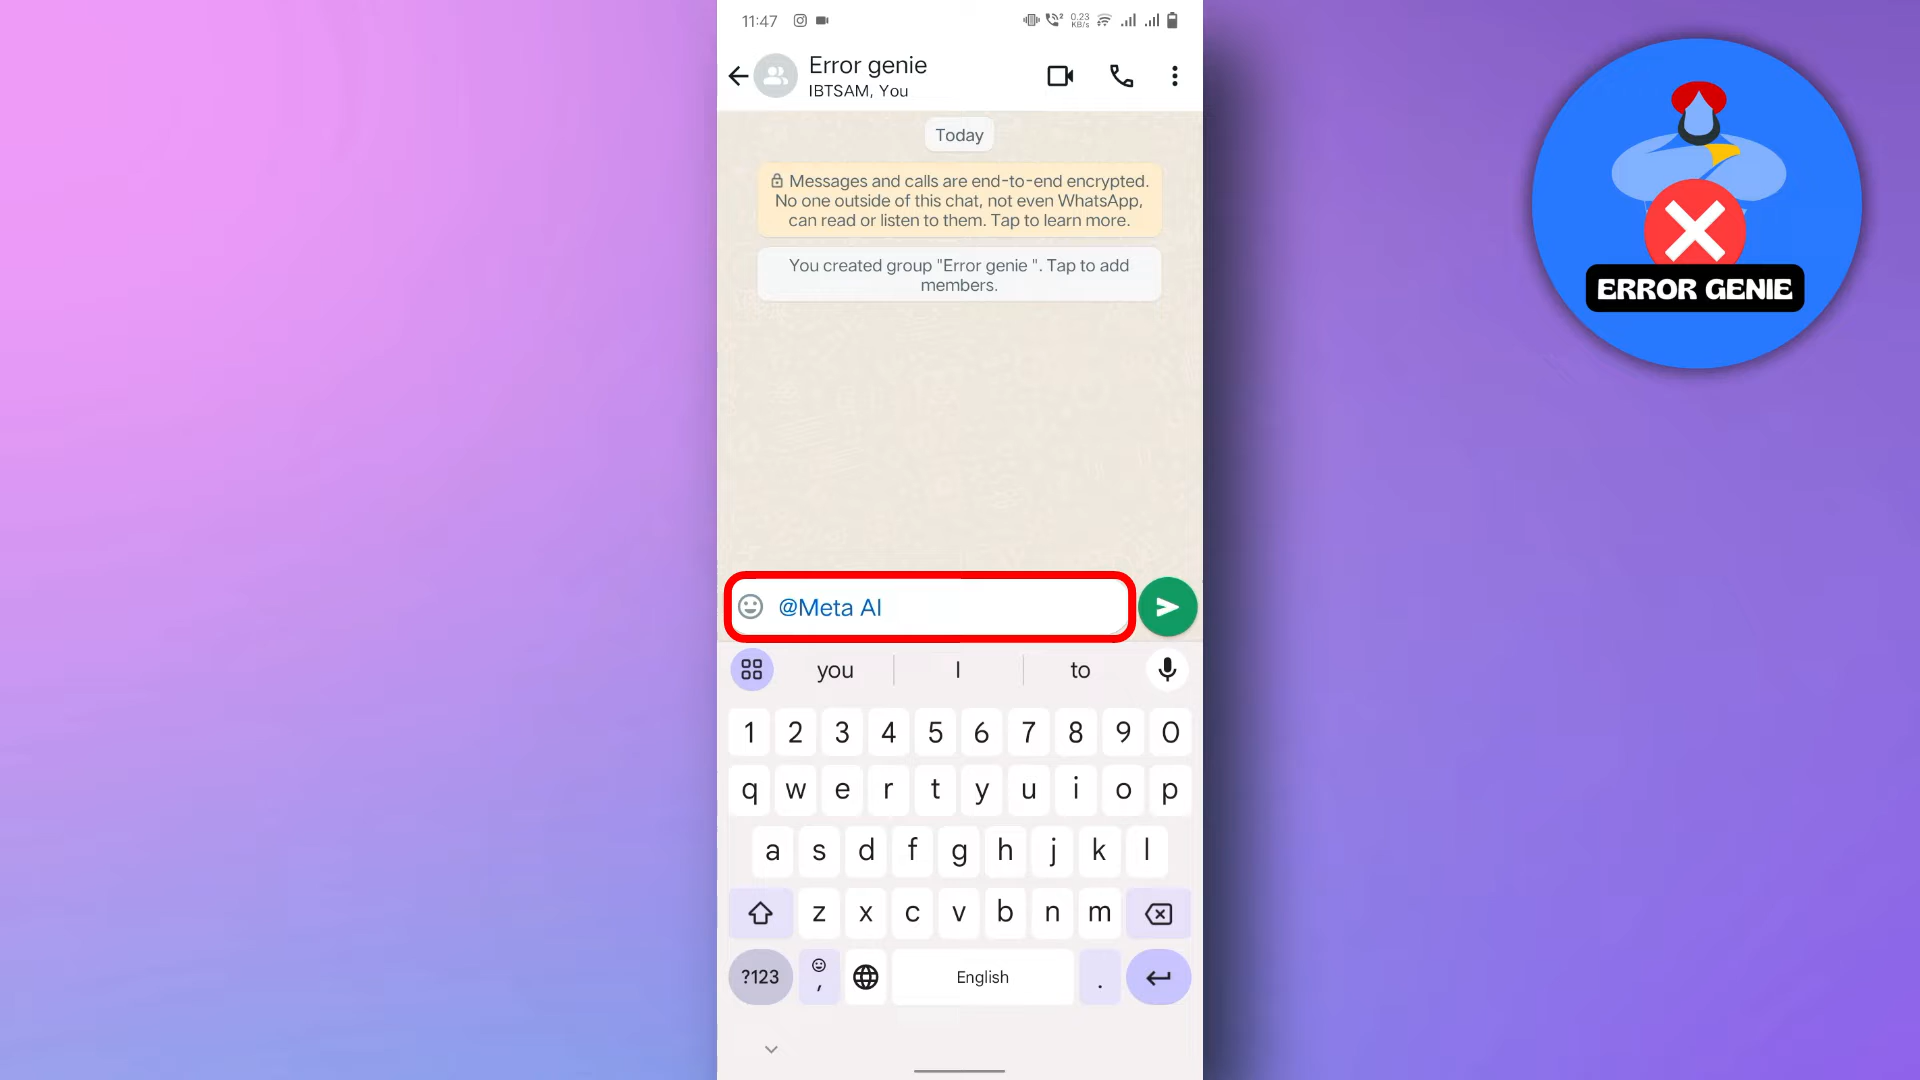 11:47
0.23
KB/s
Error genie
IBTSAM, You
Today
Messages and calls are end-to-end encrypted.
No one outside of this chat, not even WhatsApp,
can read or listen to them. Tap to learn more.
You created group "Error genie ". Tap to add
members.
@Meta AI
you I to
1 2 3 4 5 6 7 8 9 0
q w e r t y u i o p
a s d f g h j k l
z x c v b n m
?123 , English .
ERROR GENIE